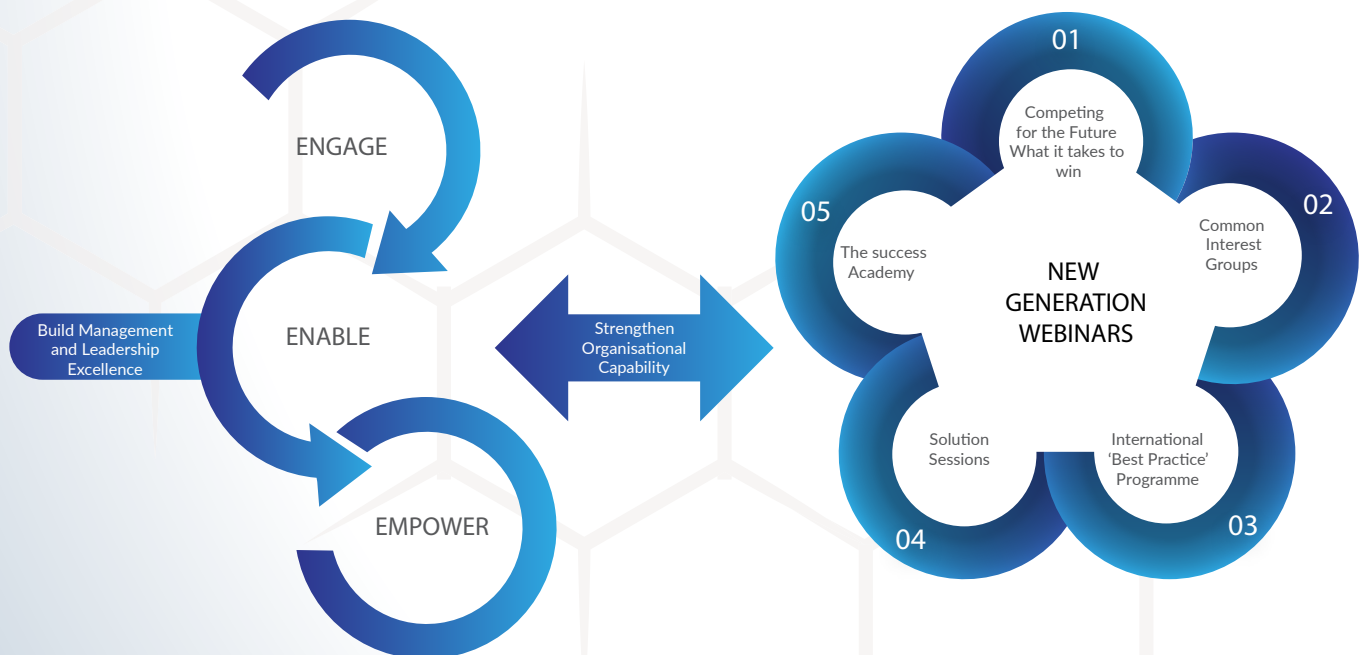 ENGAGE
Build Management
and Leadership
Excellence
ENABLE
EMPOWER
Strengthen
Organisational
Capability
NEW
GENERATION
WEBINARS
01
Competing
for the Future
What it takes to
win
02
Common
Interest
Groups
03
International
‘Best Practice’
Programme
04
Solution
Sessions
05
The success
Academy